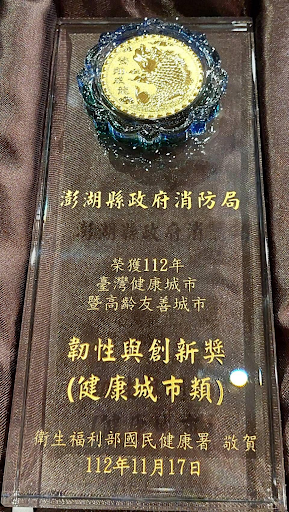 澎湖縣政府消防局
榮獲112年
臺灣健康城市
暨高齡友善城市
韌性與創新獎
(健康城市類)
衛生福利部國民健康署 敬賀
112年11月17日